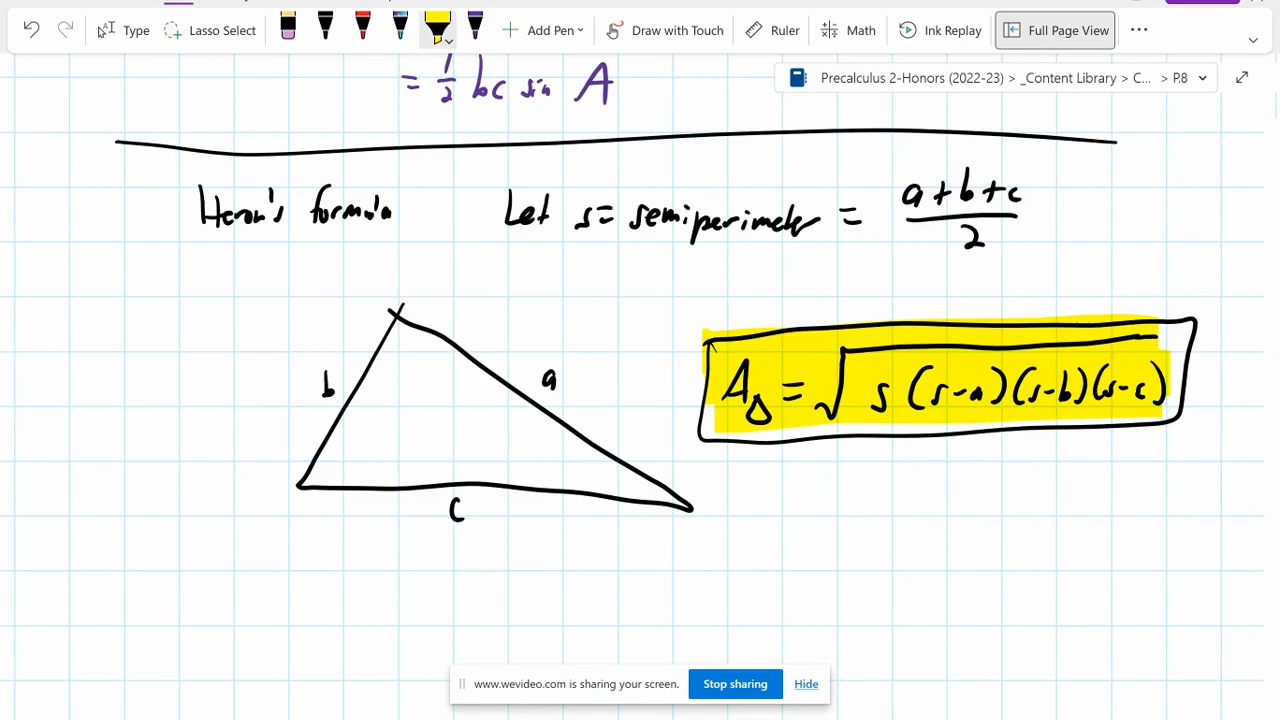 Type
Lasso Select
Add Pen
Draw with Touch
Ruler
Math
Ink Replay
Full Page View
= 1/2 bc sin A
Precalculus 2-Honors (2022-23) > _Content Library > C... > P.8
Heron's formula
Let s = semiperimeter = (a+b+c)/2
b
a
c
A△ = √s(s-a)(s-b)(s-c)
www.wevideo.com is sharing your screen.
Stop sharing
Hide